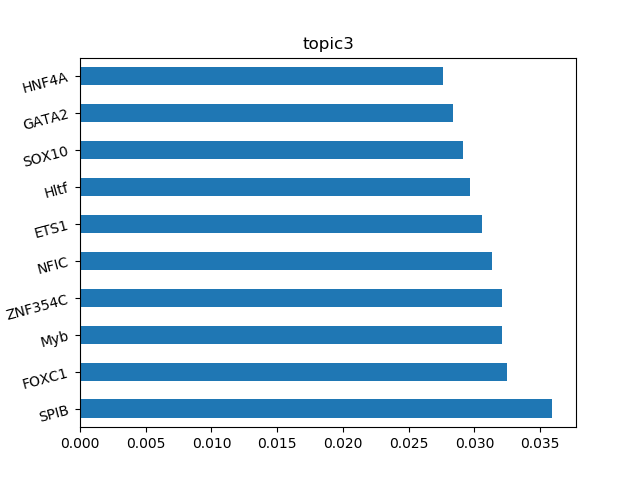 topic3
HNF4A
GATA2
SOX10
Hltf
ETS1
NFIC
ZNF354C
Myb
FOXC1
SPIB
0.000 0.005 0.010 0.015 0.020 0.025 0.030 0.035